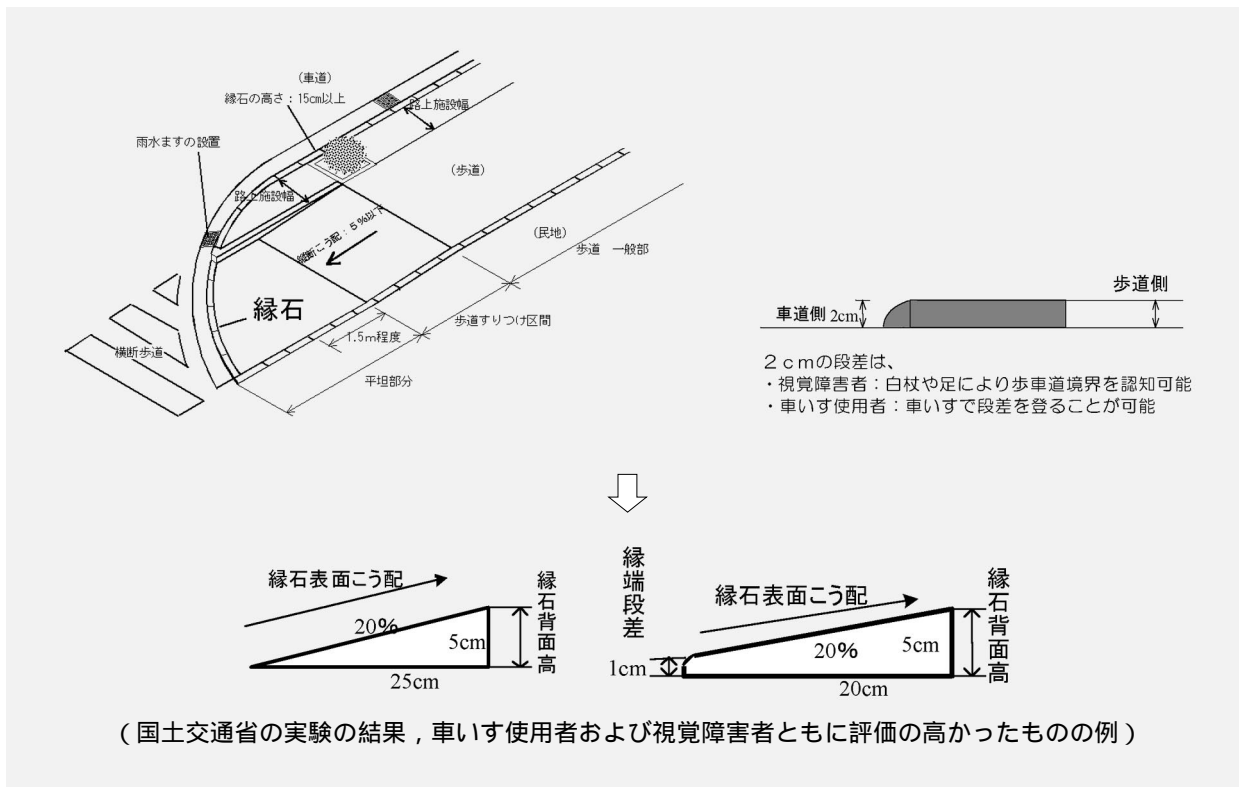 (車道)
縁石の高さ：15cm以上
路上施設幅
雨水ますの設置
(歩道)
路上施設幅
縦断こう配：5%以下
(民地)
歩道　一般部
縁石
歩道すりつけ区間
1.5m程度
横断歩道
平坦部分
歩道側
車道側 2cm
２ｃｍの段差は、
・視覚障害者：白杖や足により歩車道境界を認知可能
・車いす使用者：車いすで段差を登ることが可能
縁石表面こう配
20%
5cm
縁石背面高
25cm
縁端段差
縁石表面こう配
1cm
20%
5cm
縁石背面高
20cm
（国土交通省の実験の結果，車いす使用者および視覚障害者ともに評価の高かったものの例）